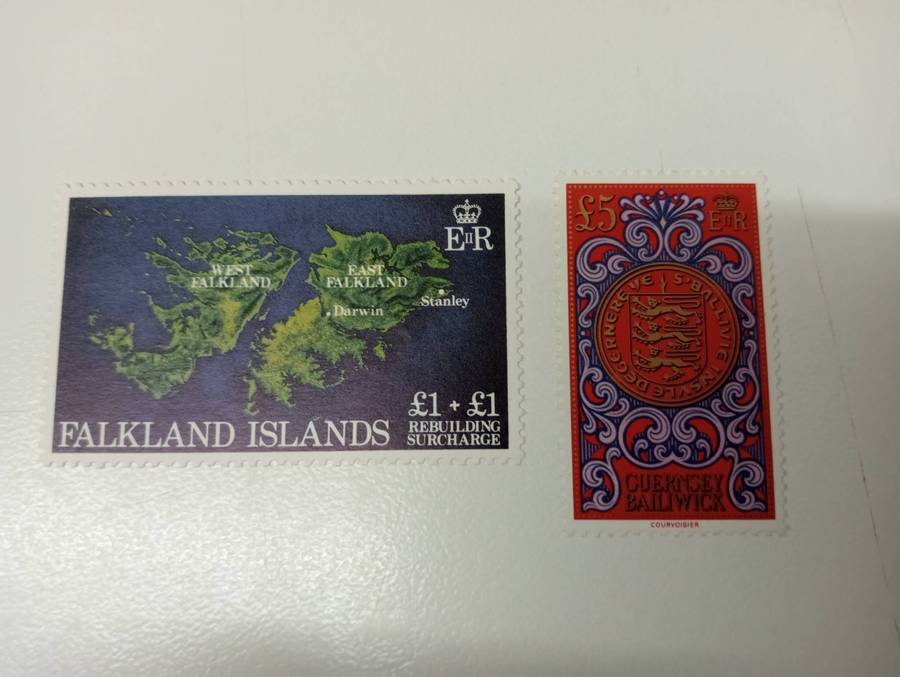 EIIR
WEST
FALKLAND
EAST
FALKLAND
Stanley
Darwin
£1 + £1
REBUILDING
SURCHARGE
FALKLAND ISLANDS
£5
EIIR
S·BALLIVIE INSVLE DEGERNEREVE
GUERNSEY
BAILIWICK
COURVOISIER